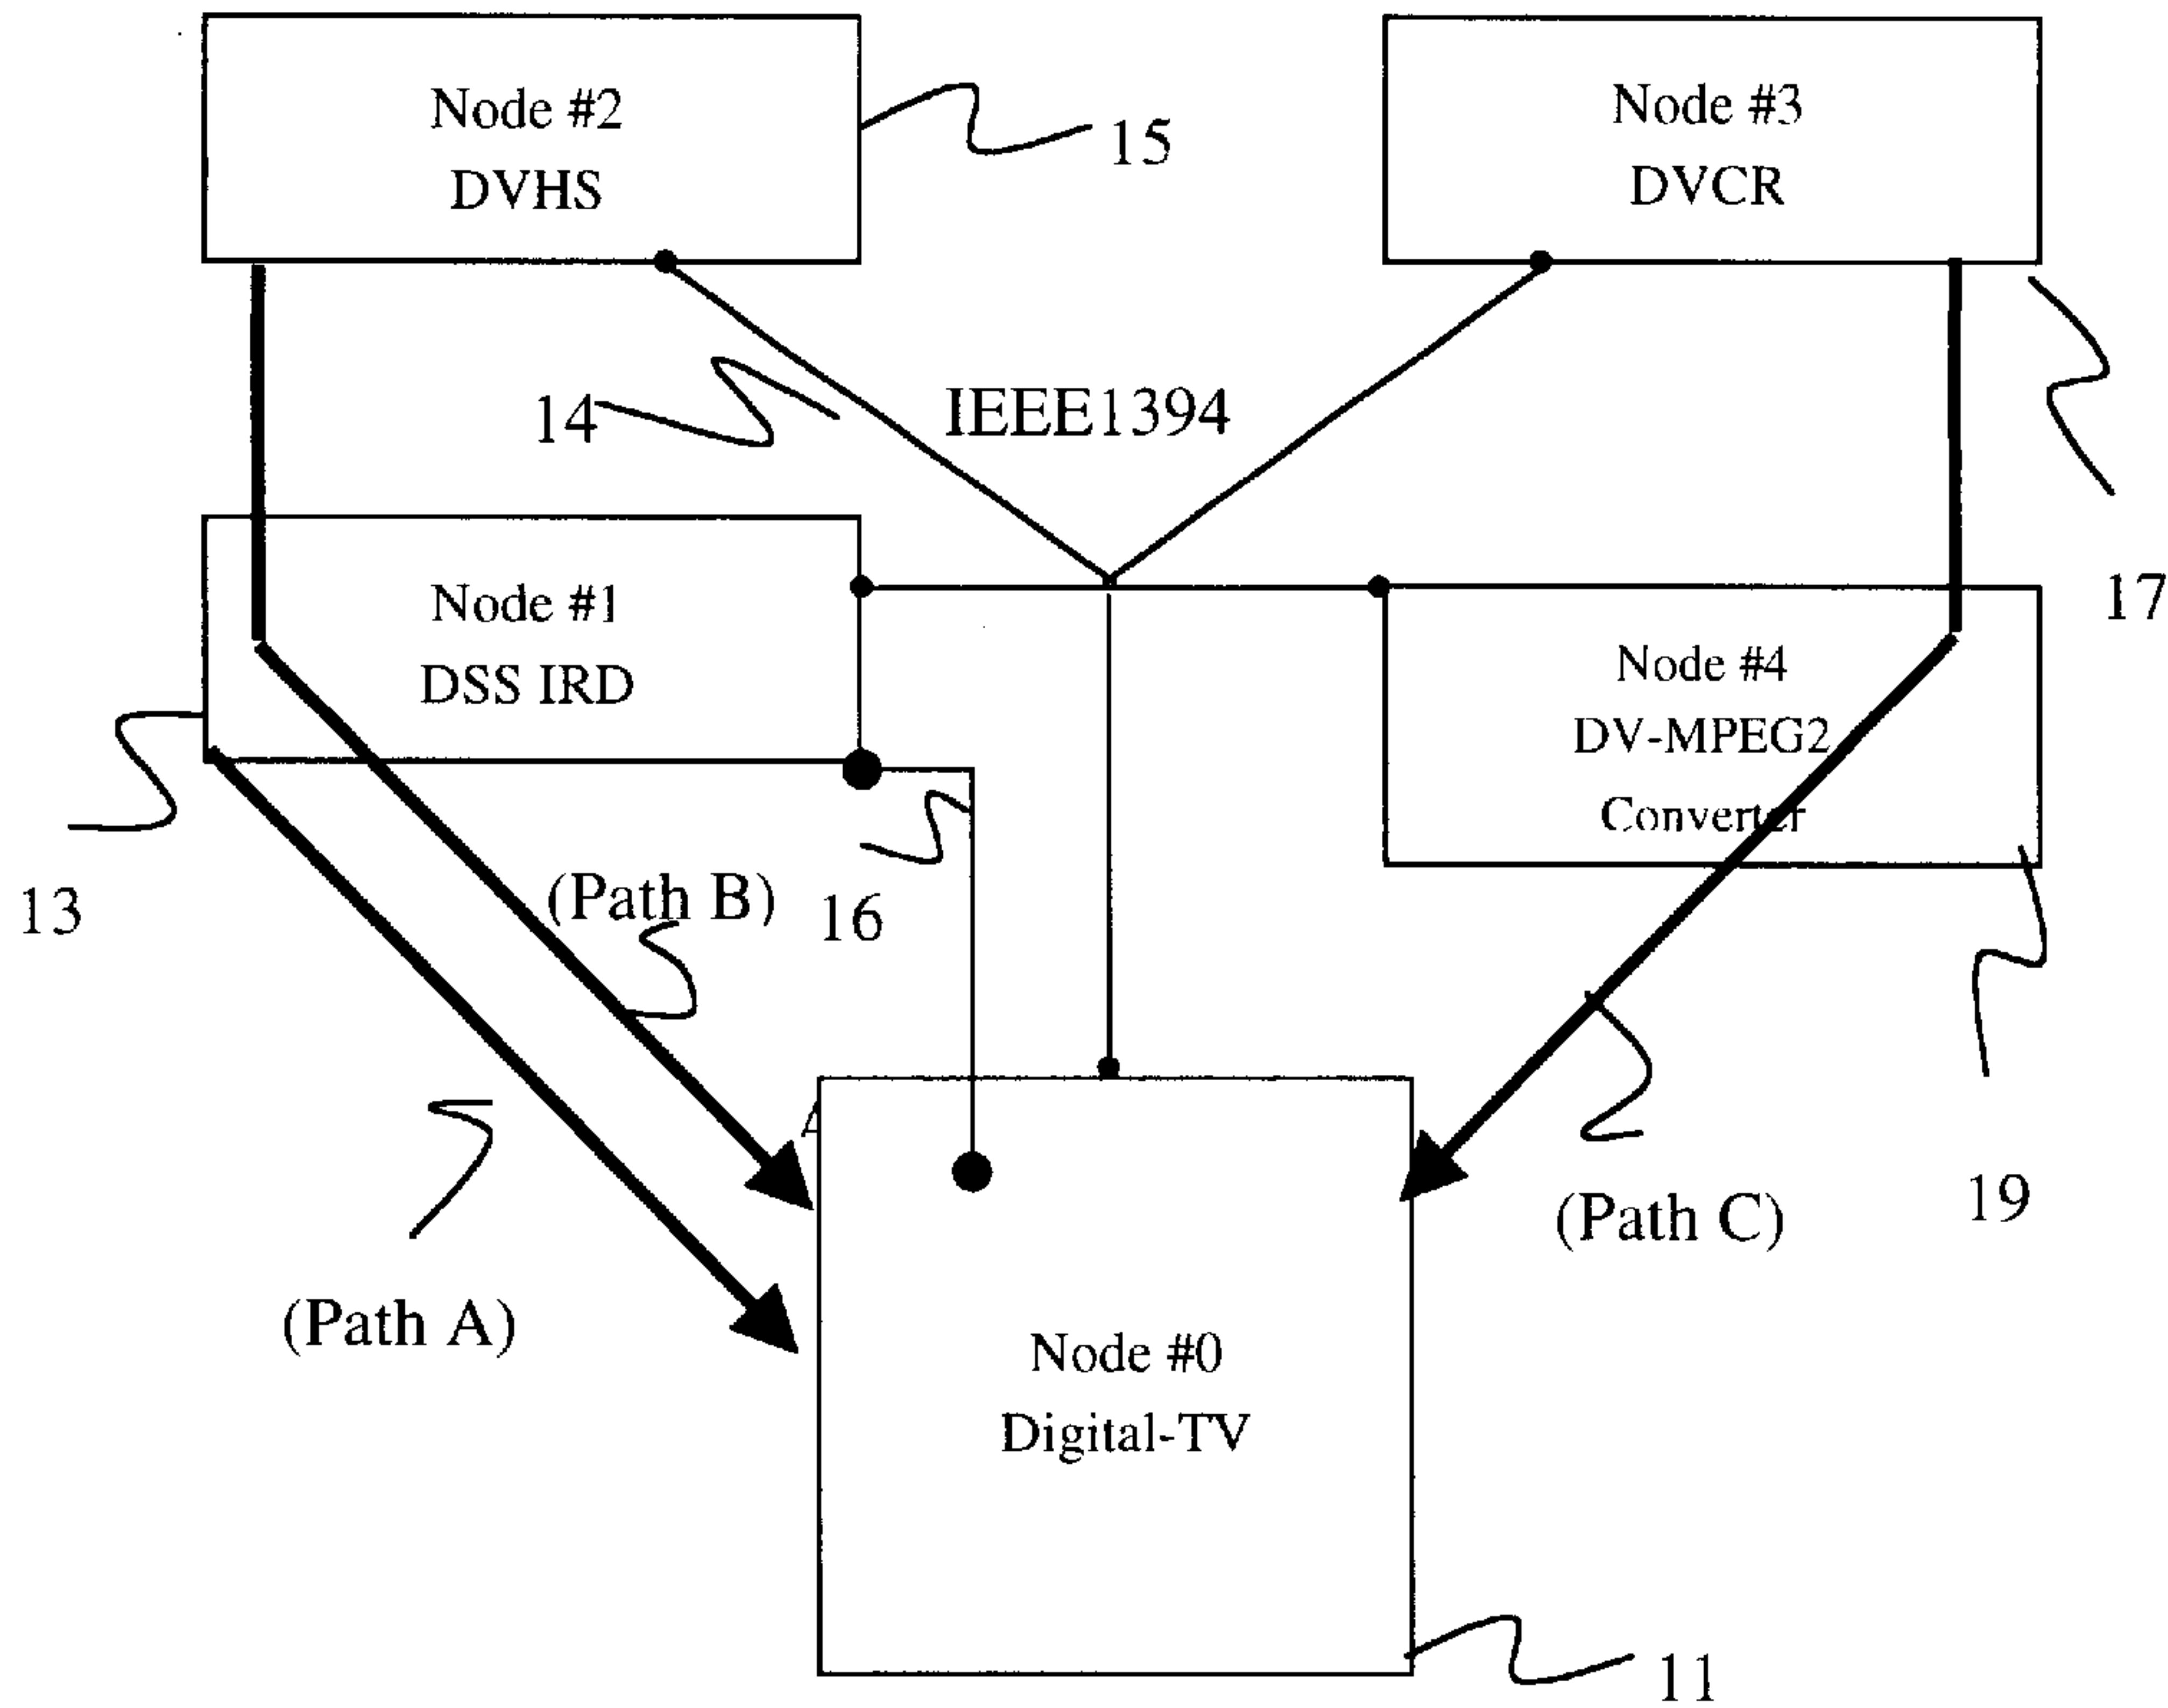 Node #2
DVHS
15
Node #3
DVCR
14
IEEE1394
17
Node #1
DSS IRD
Node #4
DV-MPEG2
Converter
13
(Path B)
16
(Path C)
19
(Path A)
Node #0
Digital-TV
11